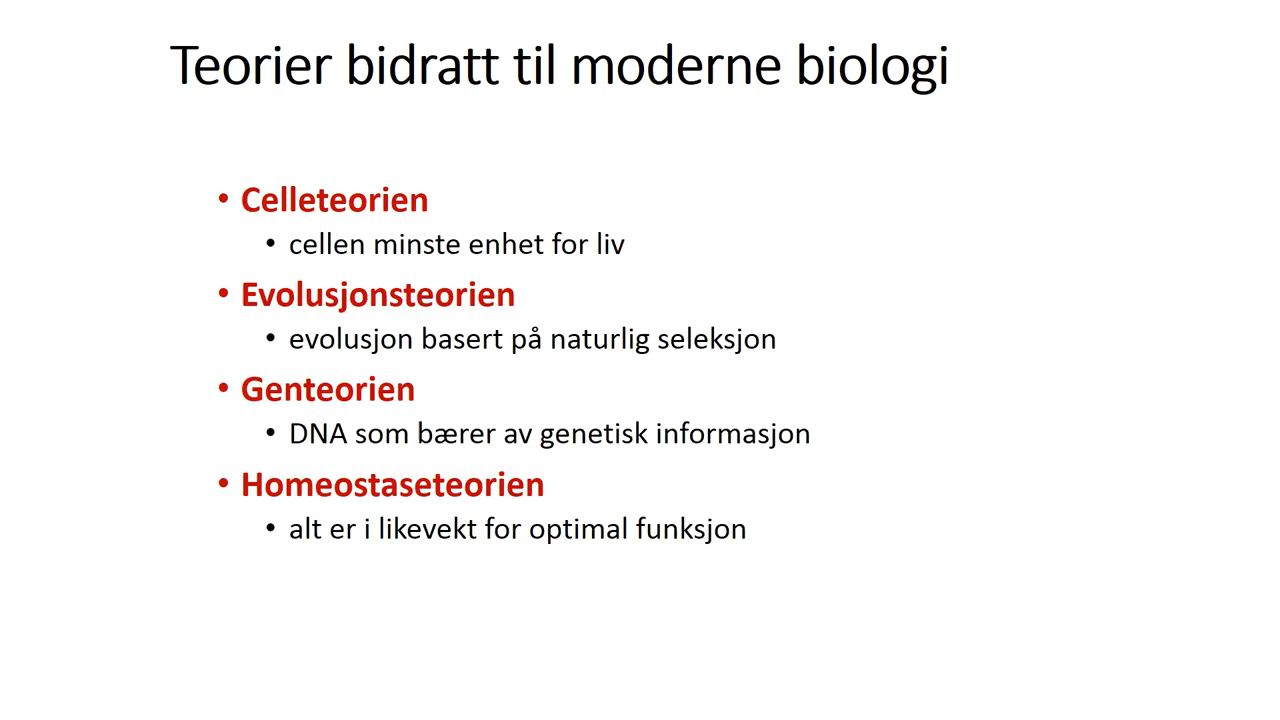 Teorier bidratt til moderne biologi
• Celleteorien
• cellen minste enhet for liv
• Evolusjonsteorien
• evolusjon basert på naturlig seleksjon
• Genteorien
• DNA som bærer av genetisk informasjon
• Homeostaseteorien
• alt er i likevekt for optimal funksjon